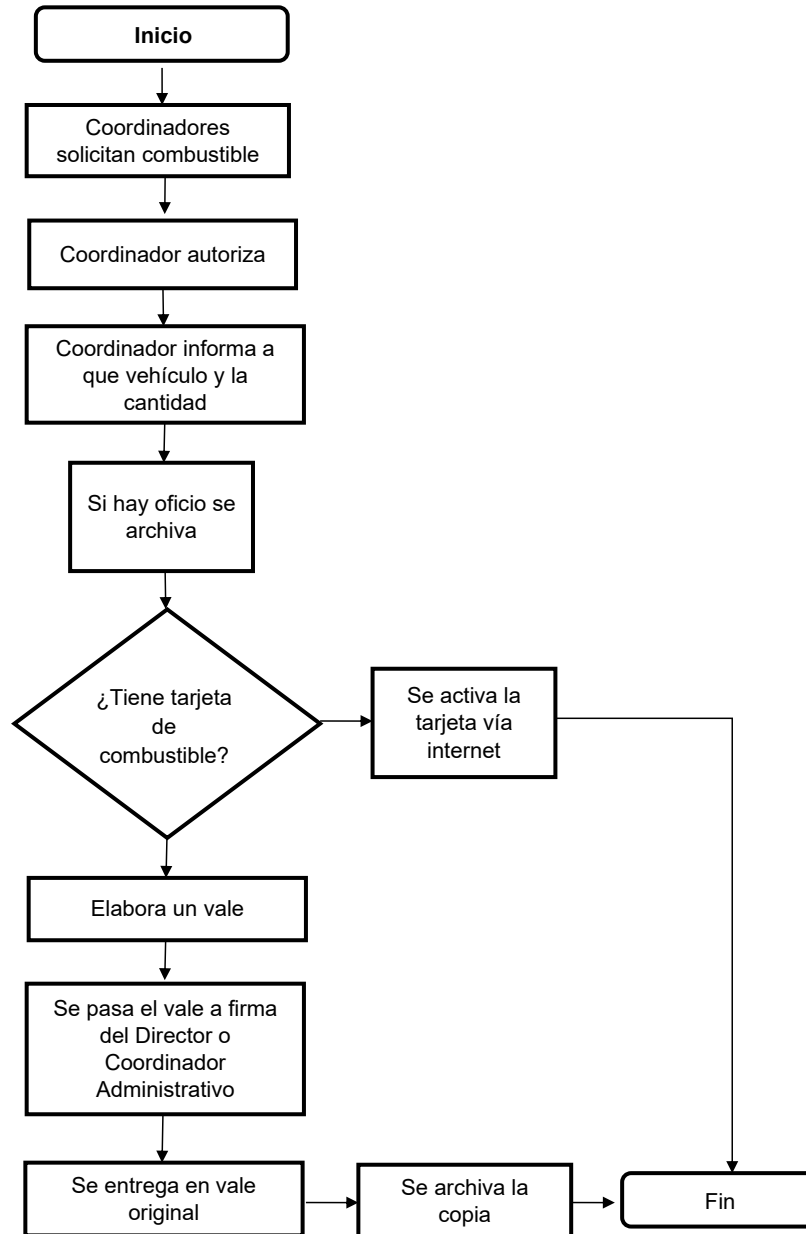 Inicio
Coordinadores
solicitan combustible
Coordinador autoriza
Coordinador informa a
que vehículo y la
cantidad
Si hay oficio se
archiva
¿Tiene tarjeta
de
combustible?
Se activa la
tarjeta vía
internet
Elabora un vale
Se pasa el vale a firma
del Director o
Coordinador
Administrativo
Se entrega en vale
original
Se archiva la
copia
Fin